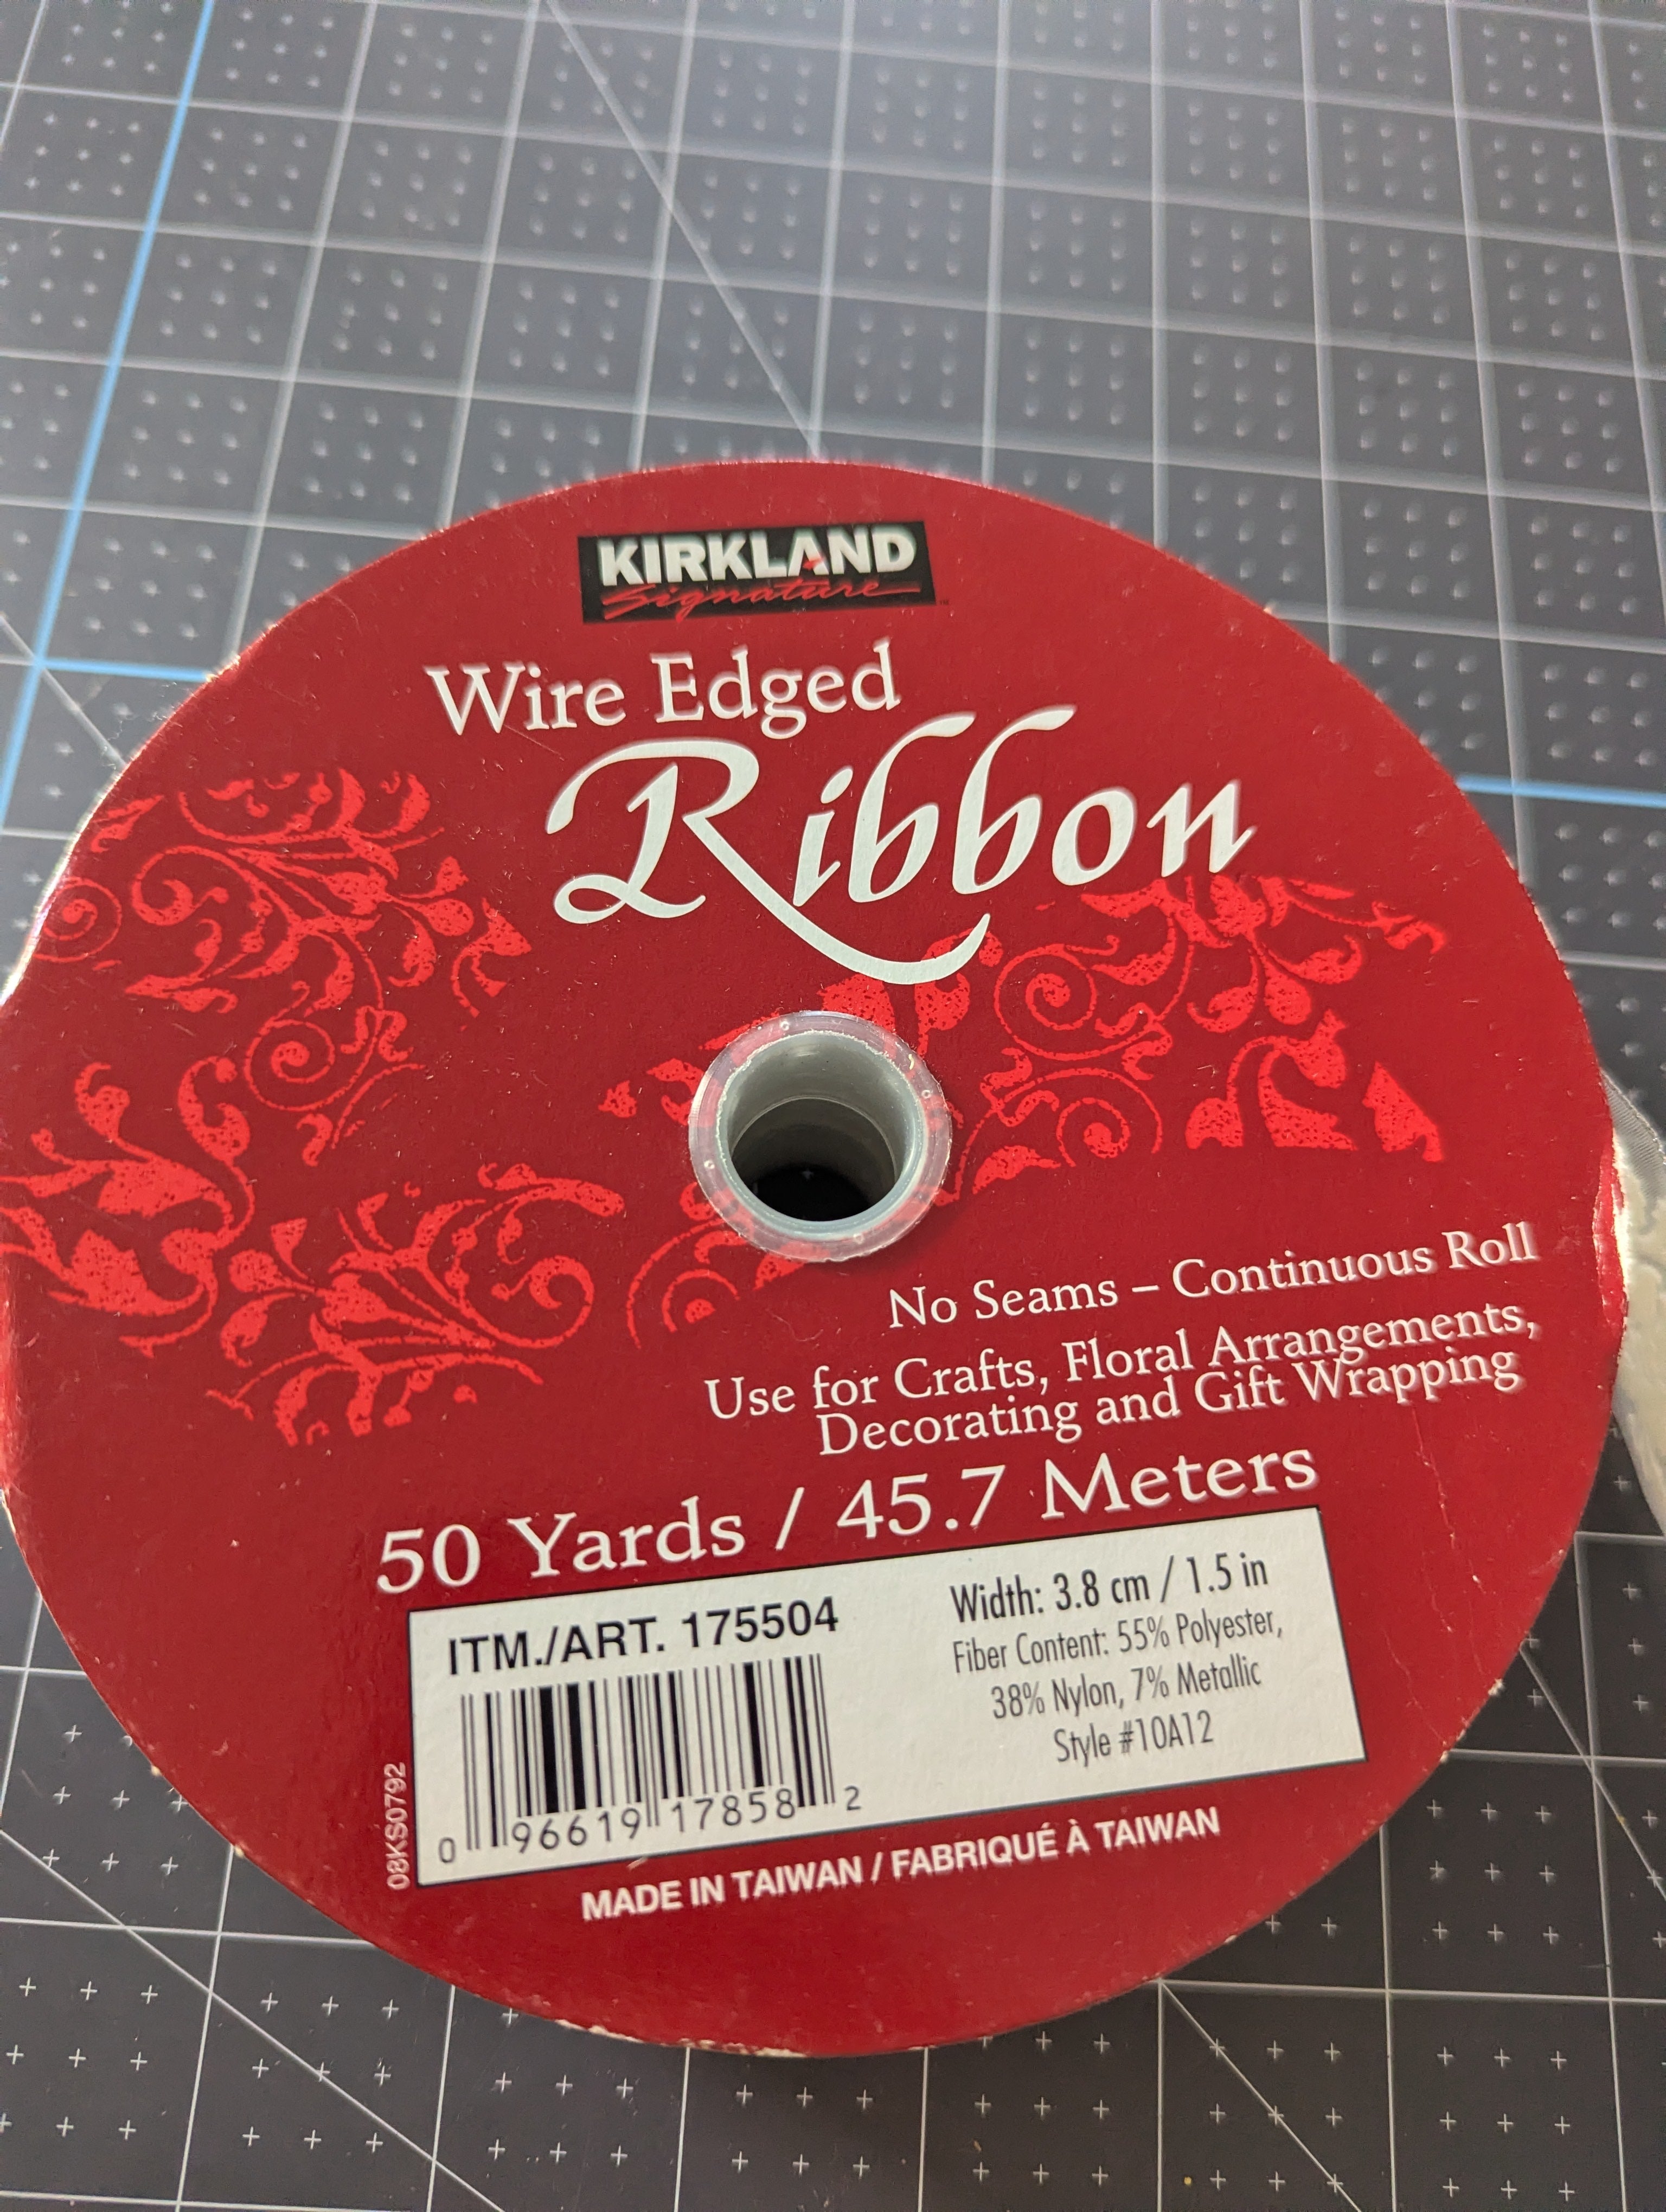 KIRKLAND
Signature
Wire Edged
Ribbon
No Seams – Continuous Roll
Use for Crafts, Floral Arrangements,
Decorating and Gift Wrapping
50 Yards / 45.7 Meters
ITM./ART. 175504
0 96619 17858 2
Width: 3.8 cm / 1.5 in
Fiber Content: 55% Polyester,
38% Nylon, 7% Metallic
Style #10A12
08KS0792
MADE IN TAIWAN / FABRIQUÉ À TAIWAN